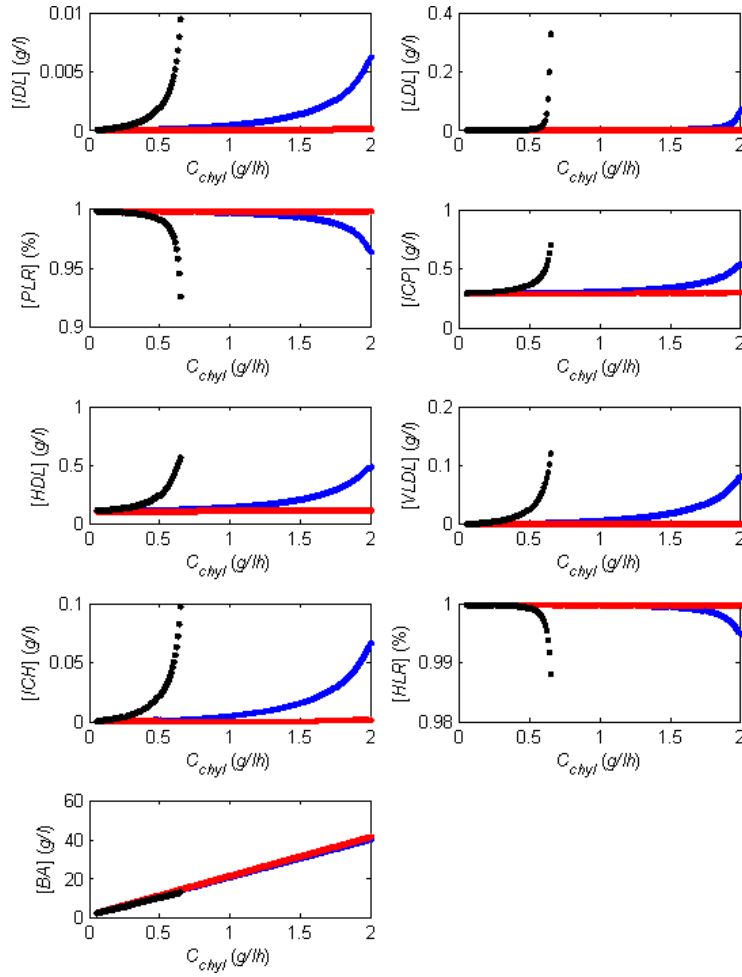 0.01
0.005
0
[IDL] (g/l)
0 0.5 1 1.5 2
C_chyl (g/lh)
0.4
0.2
0
[LDL] (g/l)
0 0.5 1 1.5 2
C_chyl (g/lh)
1
0.95
0.9
[PLR] (%)
0 0.5 1 1.5 2
C_chyl (g/lh)
1
0.5
0
[ICP] (g/l)
0 0.5 1 1.5 2
C_chyl (g/lh)
1
0.5
0
[HDL] (g/l)
0 0.5 1 1.5 2
C_chyl (g/lh)
0.2
0.1
0
[VLDL] (g/l)
0 0.5 1 1.5 2
C_chyl (g/lh)
0.1
0.05
0
[ICH] (g/l)
0 0.5 1 1.5 2
C_chyl (g/lh)
1
0.99
0.98
[HLR] (%)
0 0.5 1 1.5 2
C_chyl (g/lh)
60
40
20
0
[BA] (g/l)
0 0.5 1 1.5 2
C_chyl (g/lh)